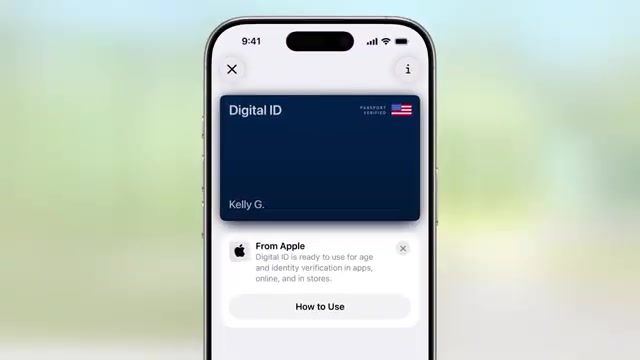 9:41
Digital ID
PASSPORT
VERIFIED
Kelly G.
From Apple
Digital ID is ready to use for age
and identity verification in apps,
online, and in stores.
How to Use